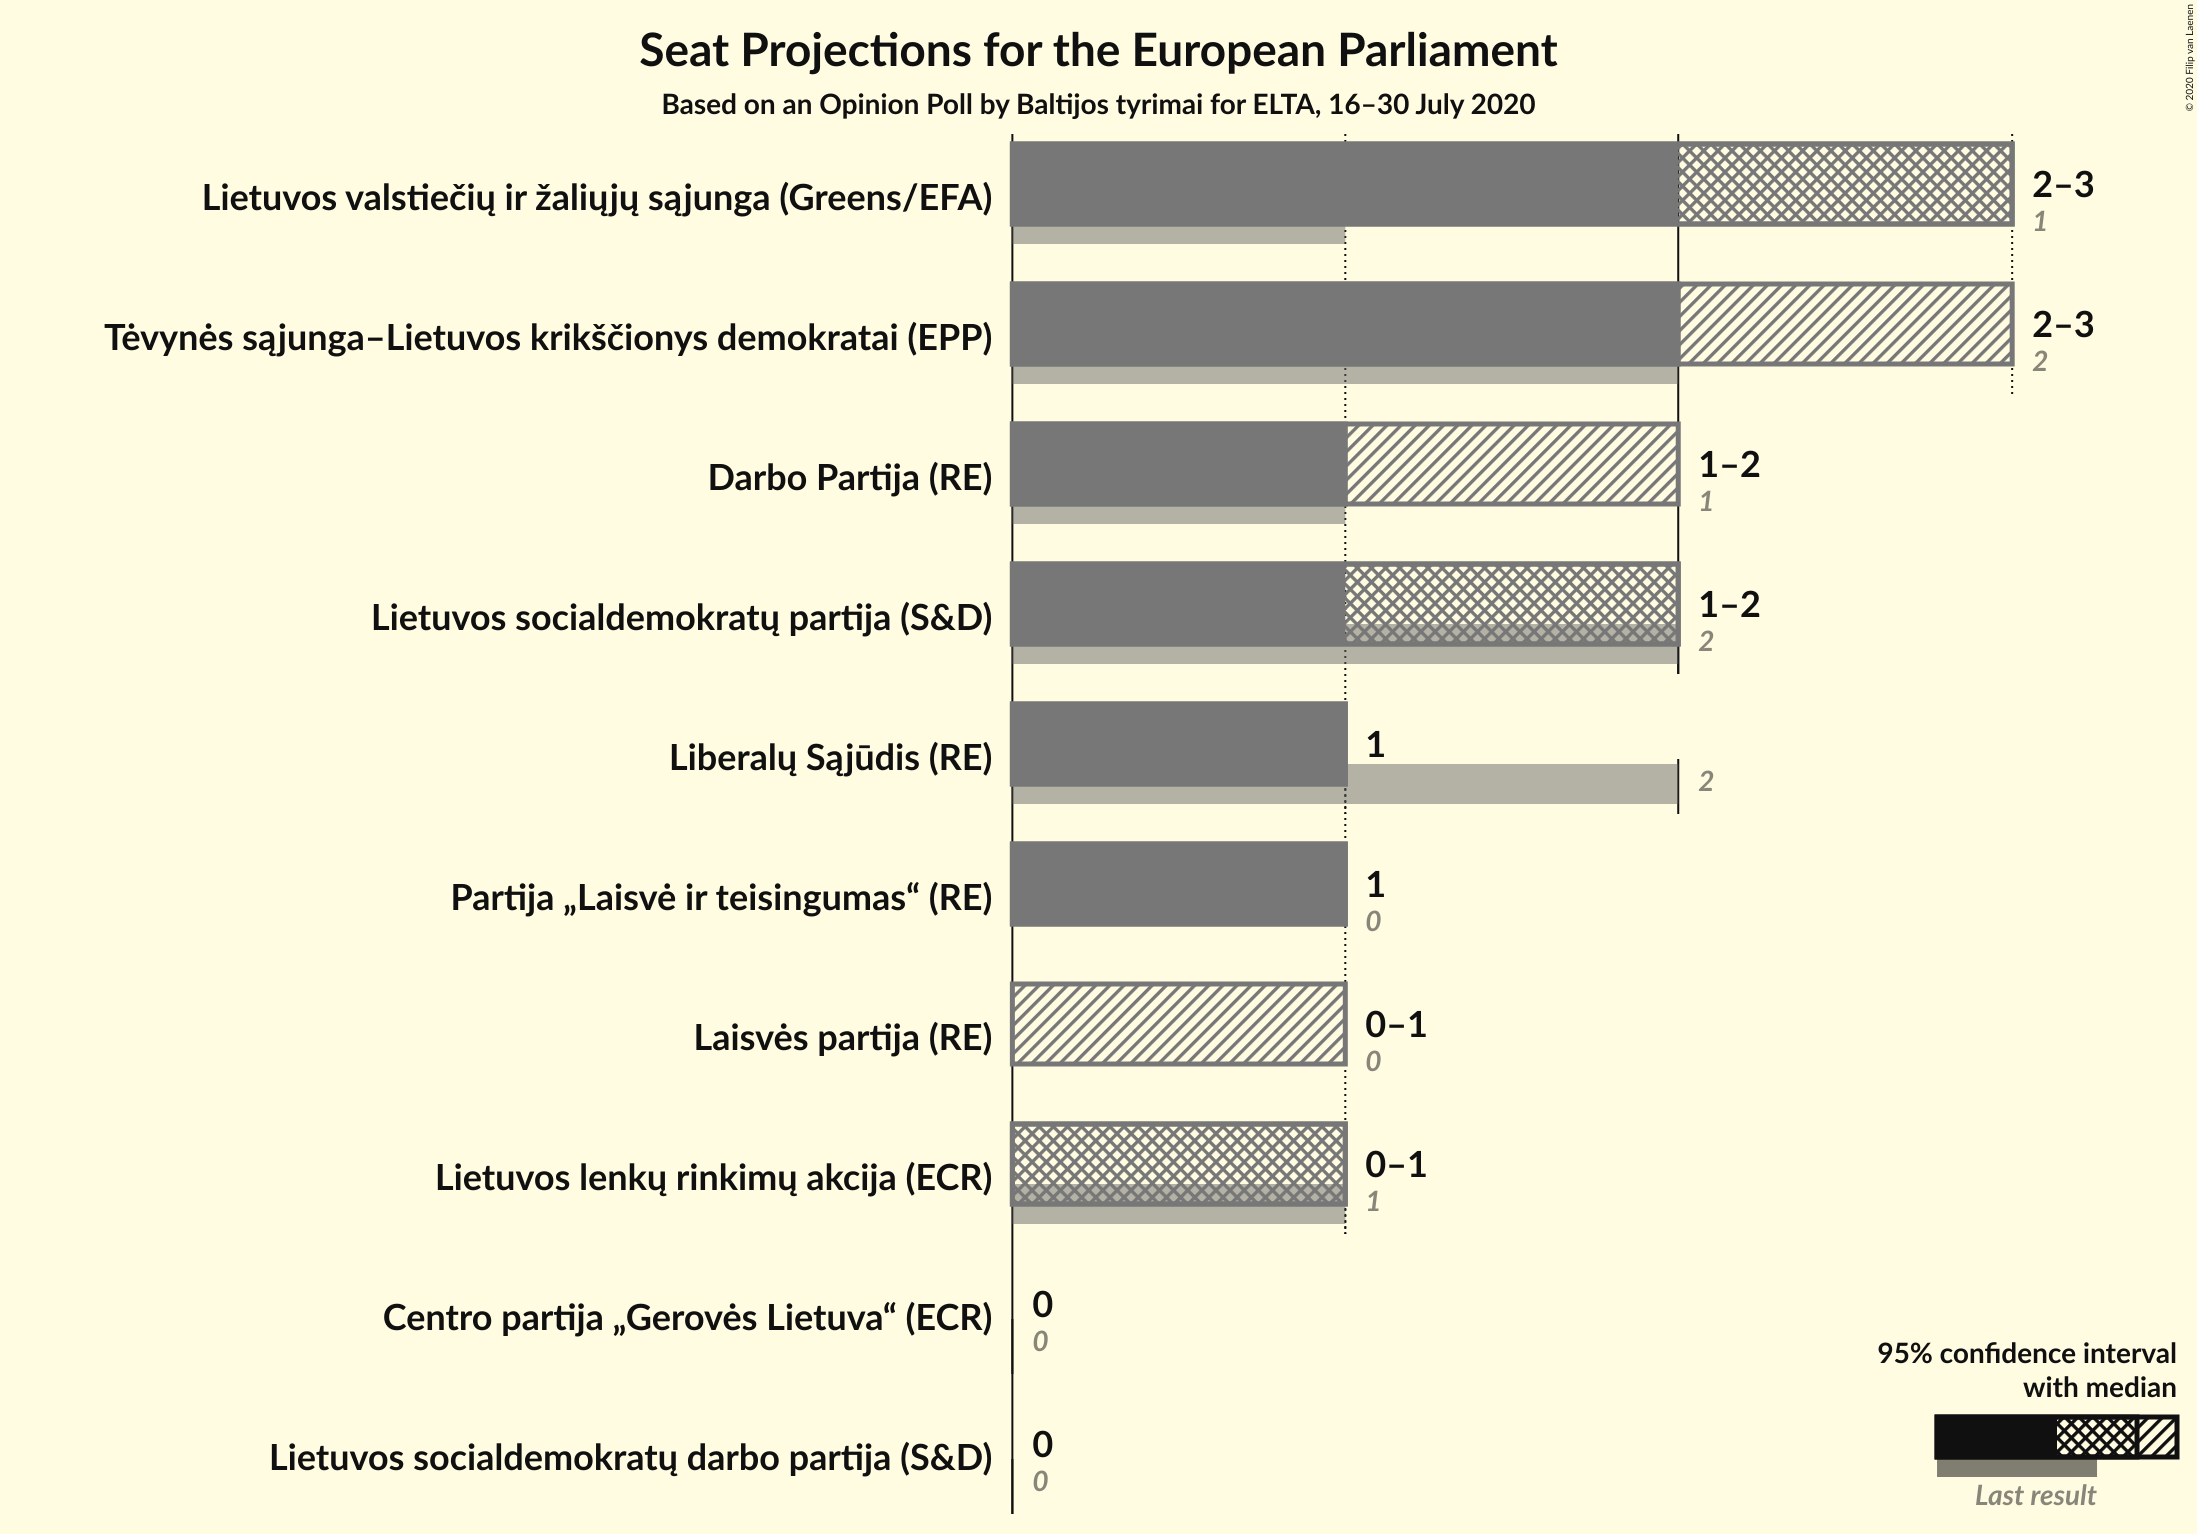 Seat Projections for the European Parliament
Based on an Opinion Poll by Baltijos tyrimai for ELTA, 16–30 July 2020
© 2020 Filip van Laenen
Lietuvos valstiečių ir žaliųjų sąjunga (Greens/EFA)
2–3
1
Tėvynės sąjunga–Lietuvos krikščionys demokratai (EPP)
2–3
2
Darbo Partija (RE)
1–2
1
Lietuvos socialdemokratų partija (S&D)
1–2
2
Liberalų Sąjūdis (RE)
1
2
Partija „Laisvė ir teisingumas“ (RE)
1
0
Laisvės partija (RE)
0–1
0
Lietuvos lenkų rinkimų akcija (ECR)
0–1
1
Centro partija „Gerovės Lietuva“ (ECR)
0
0
Lietuvos socialdemokratų darbo partija (S&D)
0
0
95% confidence interval
with median
Last result